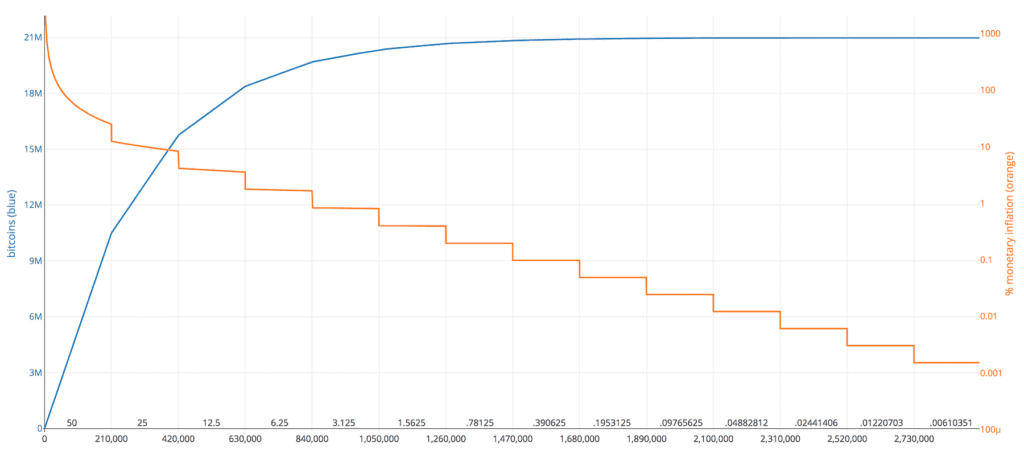 21M
18M
15M
12M
9M
6M
3M
0
bitcoins (blue)
1000
100
10
1
0.1
0.01
0.001
100μ
% monetary inflation (orange)
50 25 12.5 6.25 3.125 1.5625 .78125 .390625 .1953125 .09765625 .04882812 .02441406 .01220703 .00610351
0 210,000 420,000 630,000 840,000 1,050,000 1,260,000 1,470,000 1,680,000 1,890,000 2,100,000 2,310,000 2,520,000 2,730,000